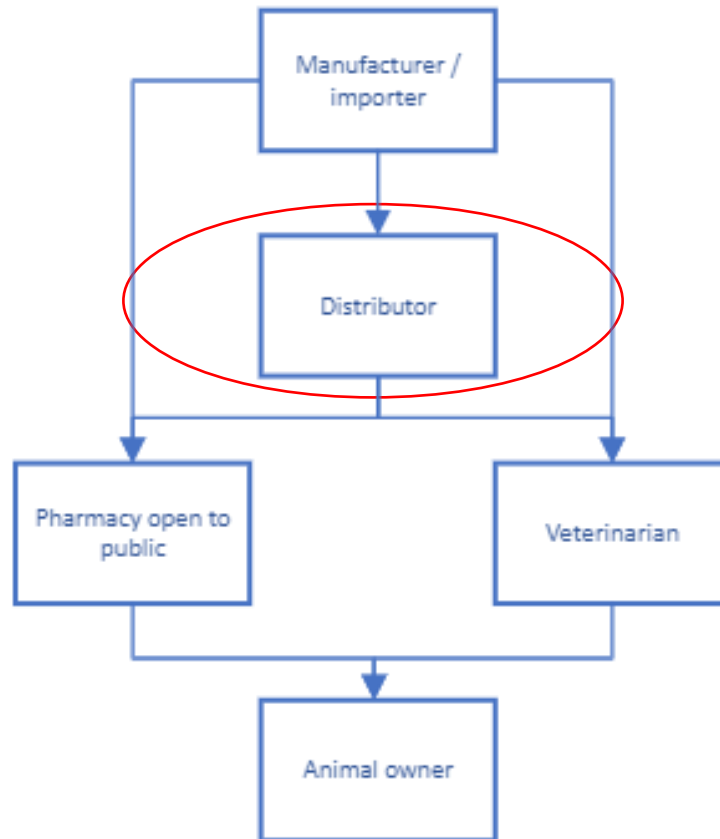 Manufacturer /
importer
Distributor
Pharmacy open to
public
Veterinarian
Animal owner